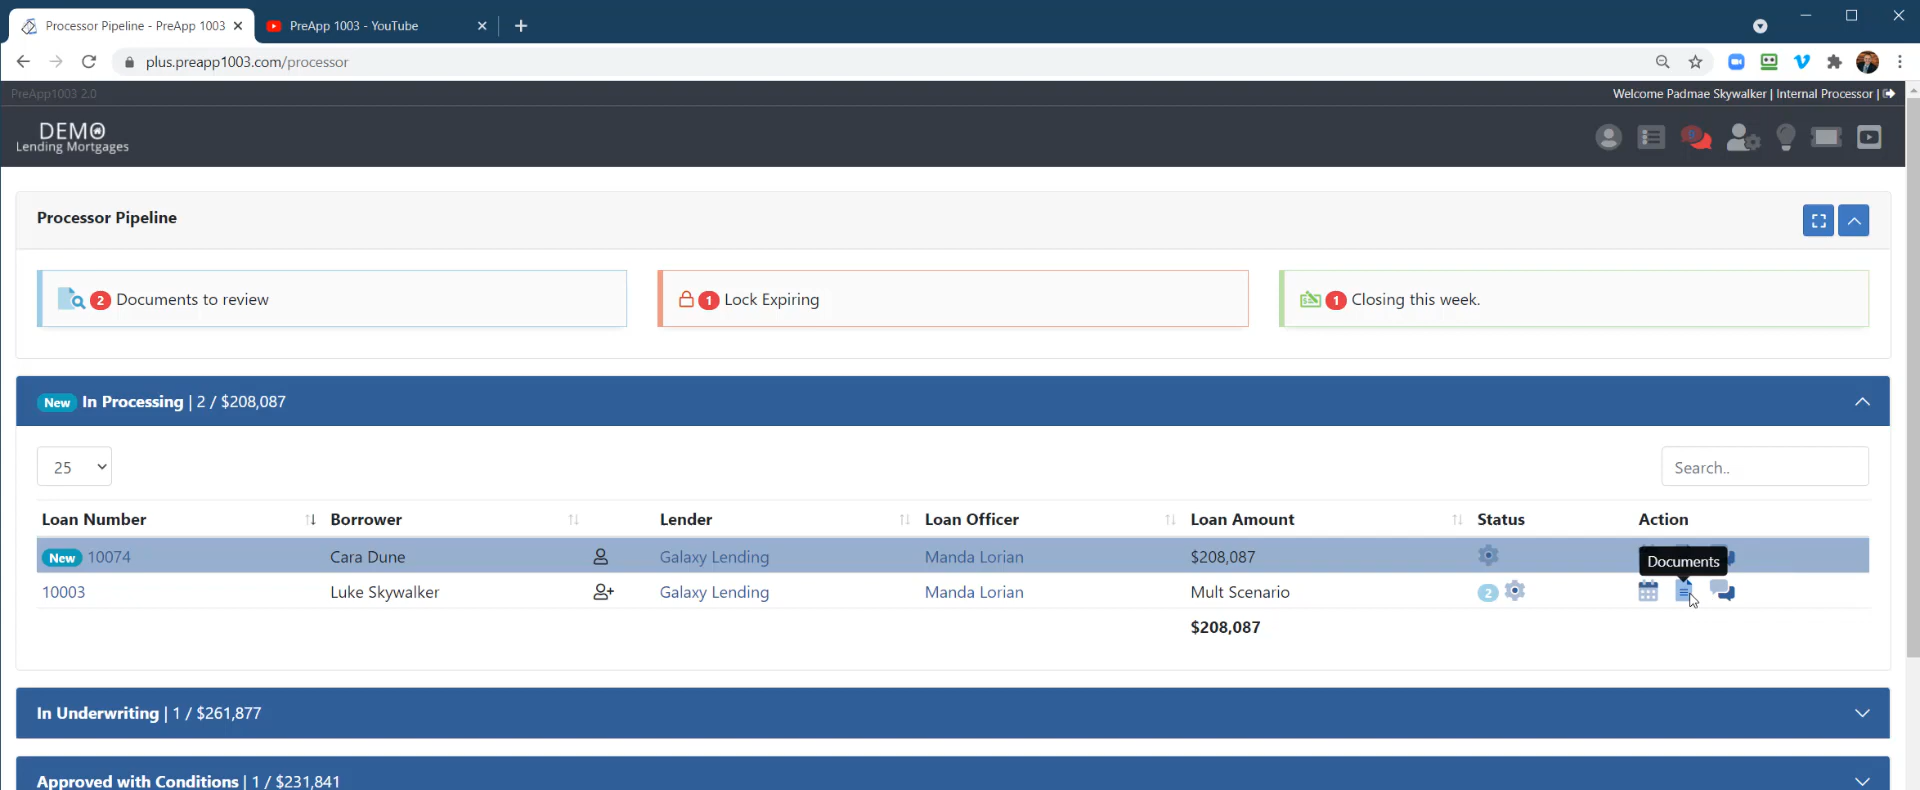 Processor Pipeline - PreApp 1003
PreApp 1003 - YouTube
plus.preapp1003.com/processor
PreApp1003 2.0
Welcome Padmae Skywalker | Internal Processor |
DEMO
Lending Mortgages
Processor Pipeline
2 Documents to review
1 Lock Expiring
1 Closing this week.
New In Processing | 2 / $208,087
25
Search..
Loan Number Borrower Lender Loan Officer Loan Amount Status Action
New 10074 Cara Dune Galaxy Lending Manda Lorian $208,087
Documents
10003 Luke Skywalker Galaxy Lending Manda Lorian Mult Scenario 2
$208,087
In Underwriting | 1 / $261,877
Approved with Conditions | 1 / $231,841